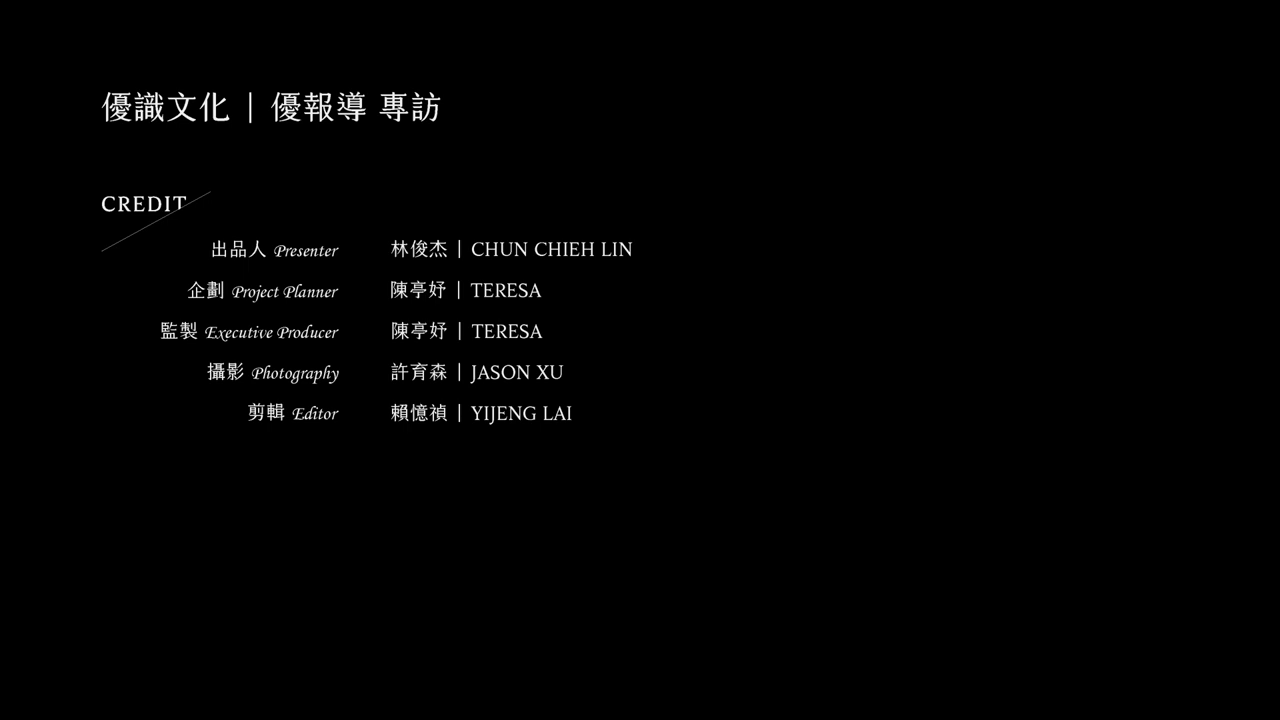 優識文化｜優報導 專訪
CREDIT
出品人 Presenter 林俊杰｜CHUN CHIEH LIN
企劃 Project Planner 陳亭妤｜TERESA
監製 Executive Producer 陳亭妤｜TERESA
攝影 Photography 許育森｜JASON XU
剪輯 Editor 賴憶禎｜YIJENG LAI